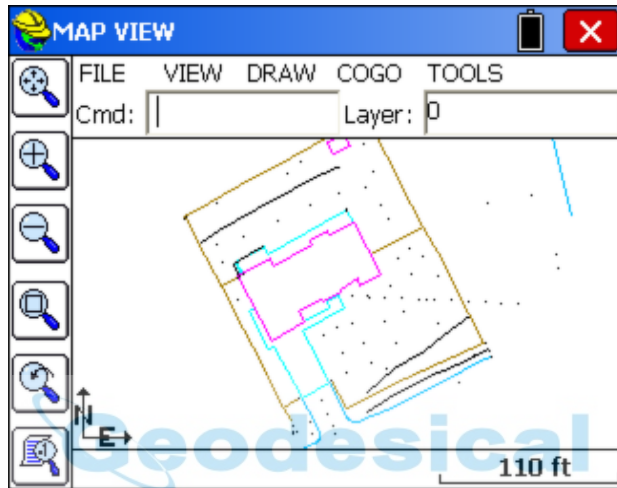 MAP VIEW
FILE VIEW DRAW COGO TOOLS
Cmd: Layer: 0
N
E
Geodesical
110 ft